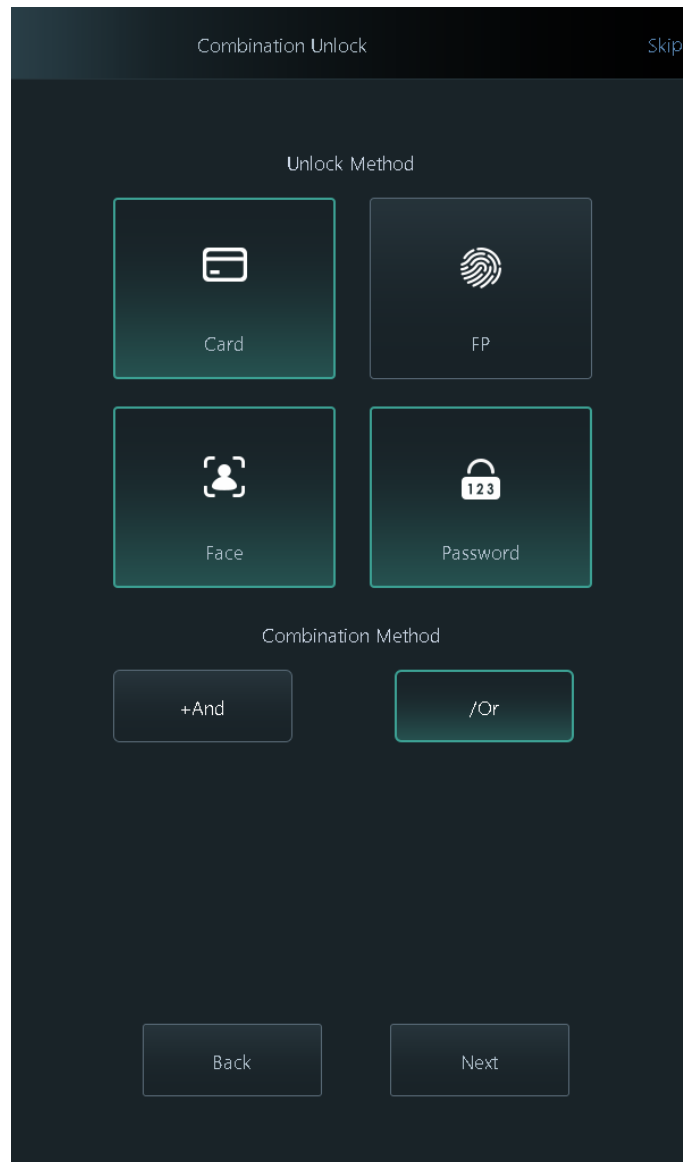 Combination Unlock
Skip
Unlock Method
Card
FP
Face
123
Password
Combination Method
+And
/Or
Back
Next